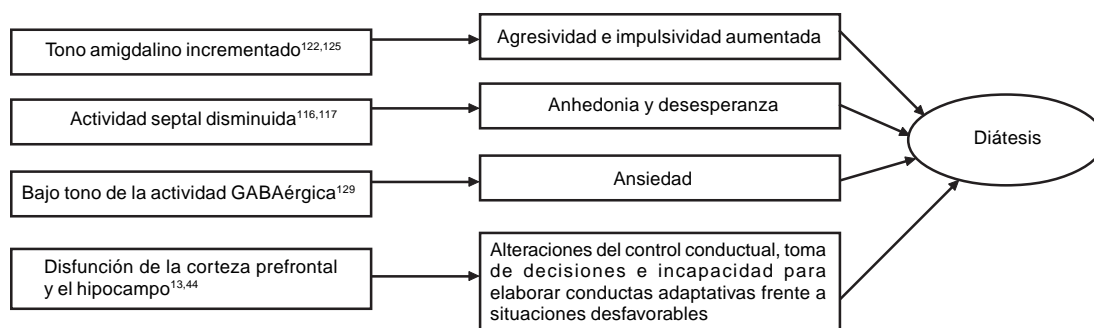 Tono amigdalino incrementado122,125
Agresividad e impulsividad aumentada
Actividad septal disminuida116,117
Anhedonia y desesperanza
Diátesis
Bajo tono de la actividad GABAérgica129
Ansiedad
Disfunción de la corteza prefrontal
y el hipocampo13,44
Alteraciones del control conductual, toma
de decisiones e incapacidad para
elaborar conductas adaptativas frente a
situaciones desfavorables